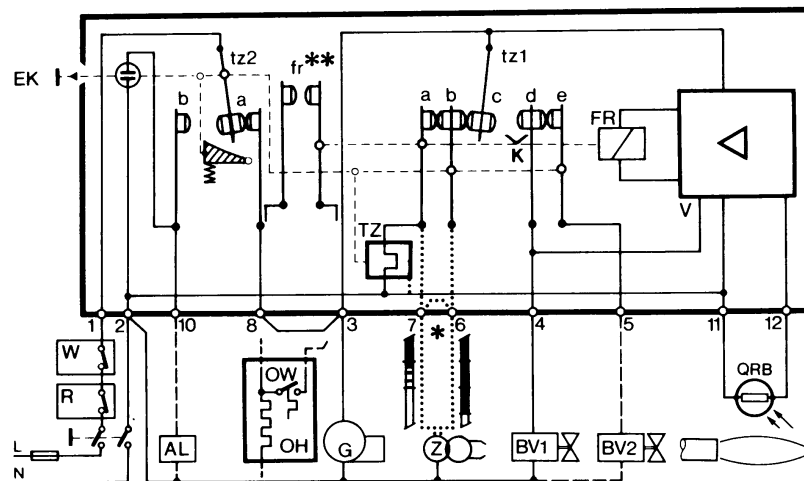 tz2 fr** tz1
EK b a a b c d e FR
K
V
TZ
1 2 10 8 3 7 6 4 5 11 12
*
W OW QRB
R
L AL OH G Z BV1 BV2
N